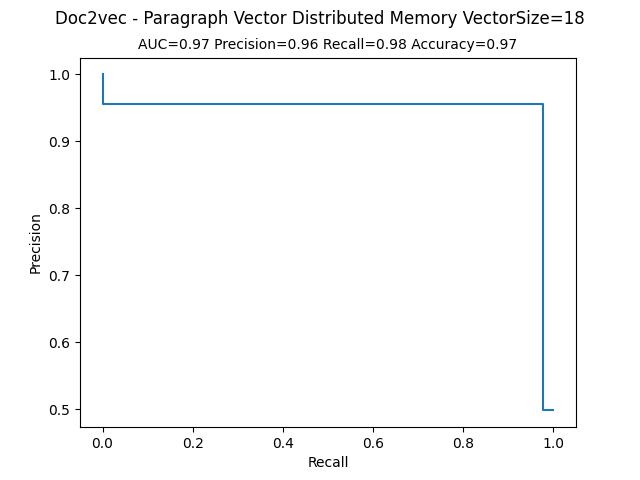 Doc2vec - Paragraph Vector Distributed Memory VectorSize=18
AUC=0.97 Precision=0.96 Recall=0.98 Accuracy=0.97
1.0
0.9
0.8
0.7
0.6
0.5
Precision
0.0 0.2 0.4 0.6 0.8 1.0
Recall